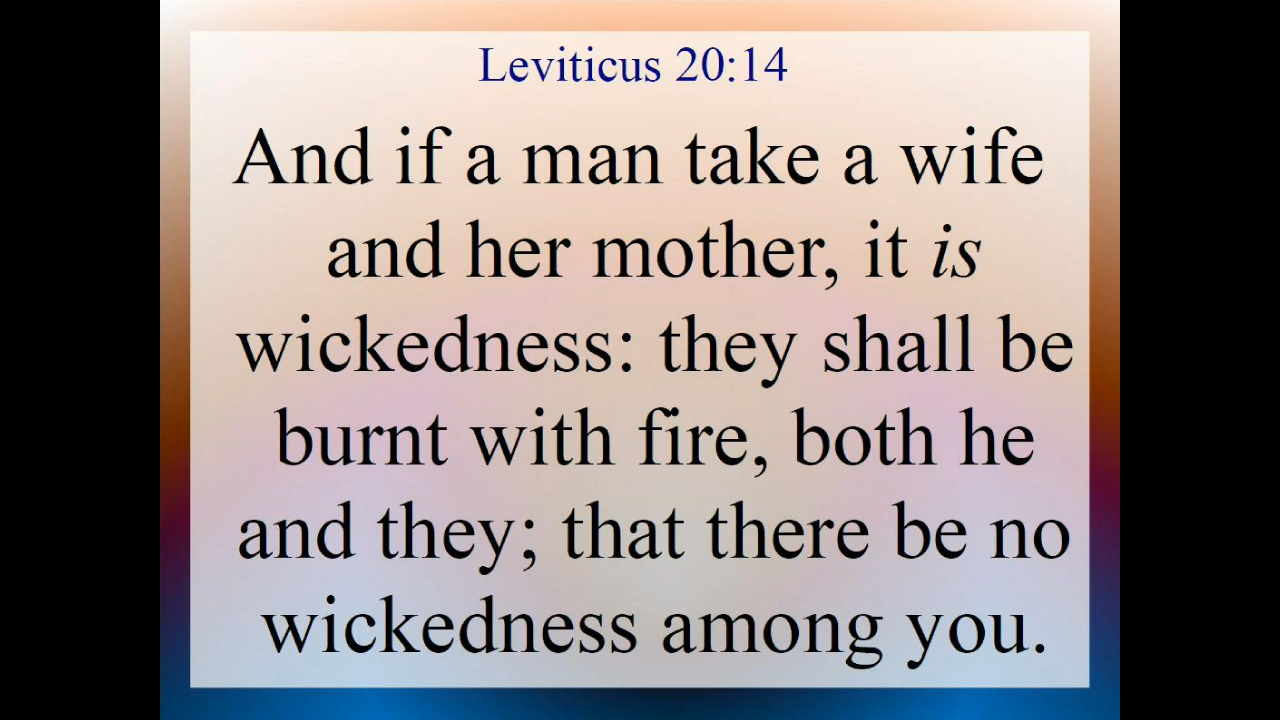 Leviticus 20:14
And if a man take a wife
and her mother, it is
wickedness: they shall be
burnt with fire, both he
and they; that there be no
wickedness among you.